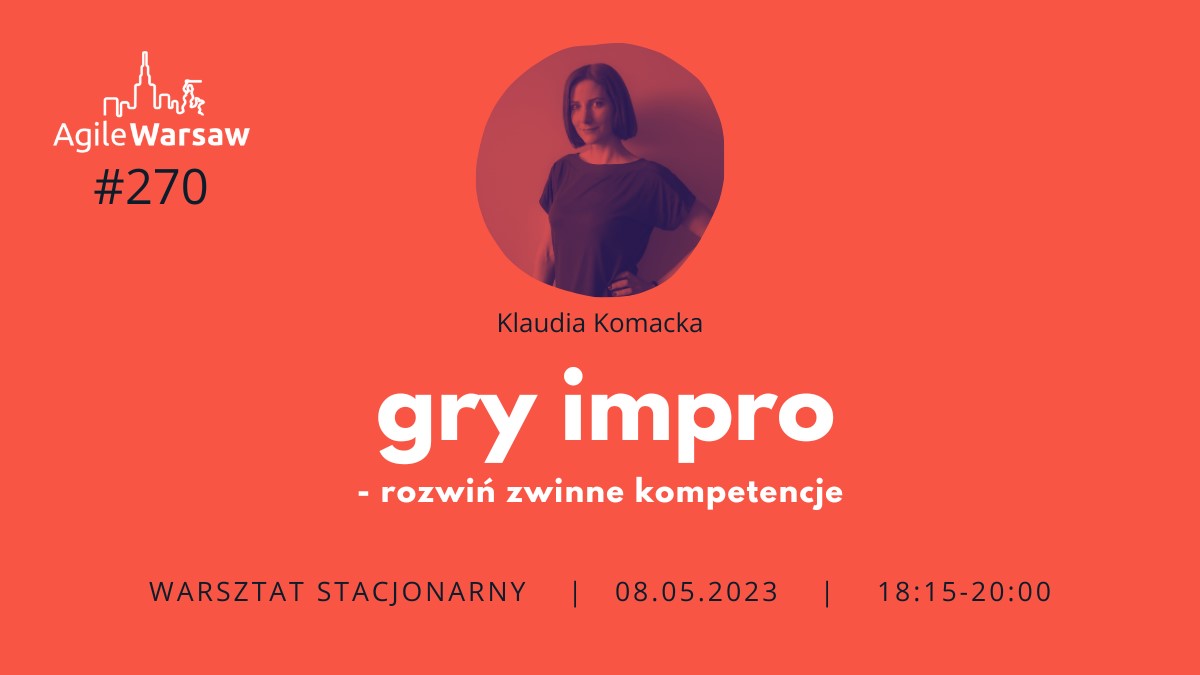 AgileWarsaw
#270
Klaudia Komacka
gry impro
- rozwiń zwinne kompetencje
WARSZTAT STACJONARNY | 08.05.2023 | 18:15-20:00